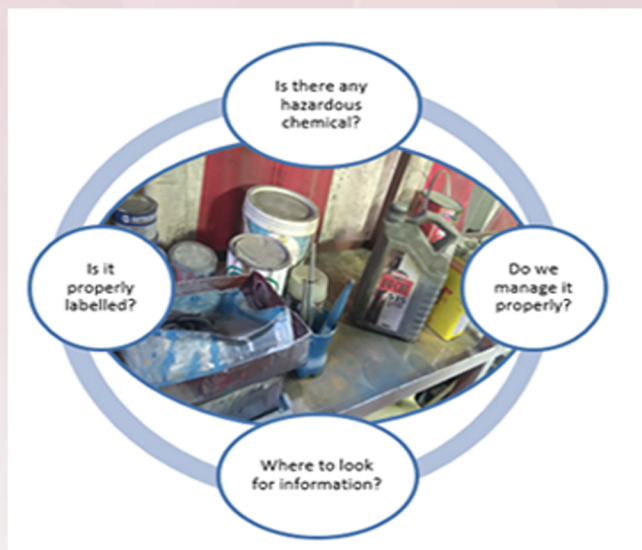 Is there any
hazardous
chemical?
Is it
properly
labelled?
Do we
manage it
properly?
Where to look
for information?